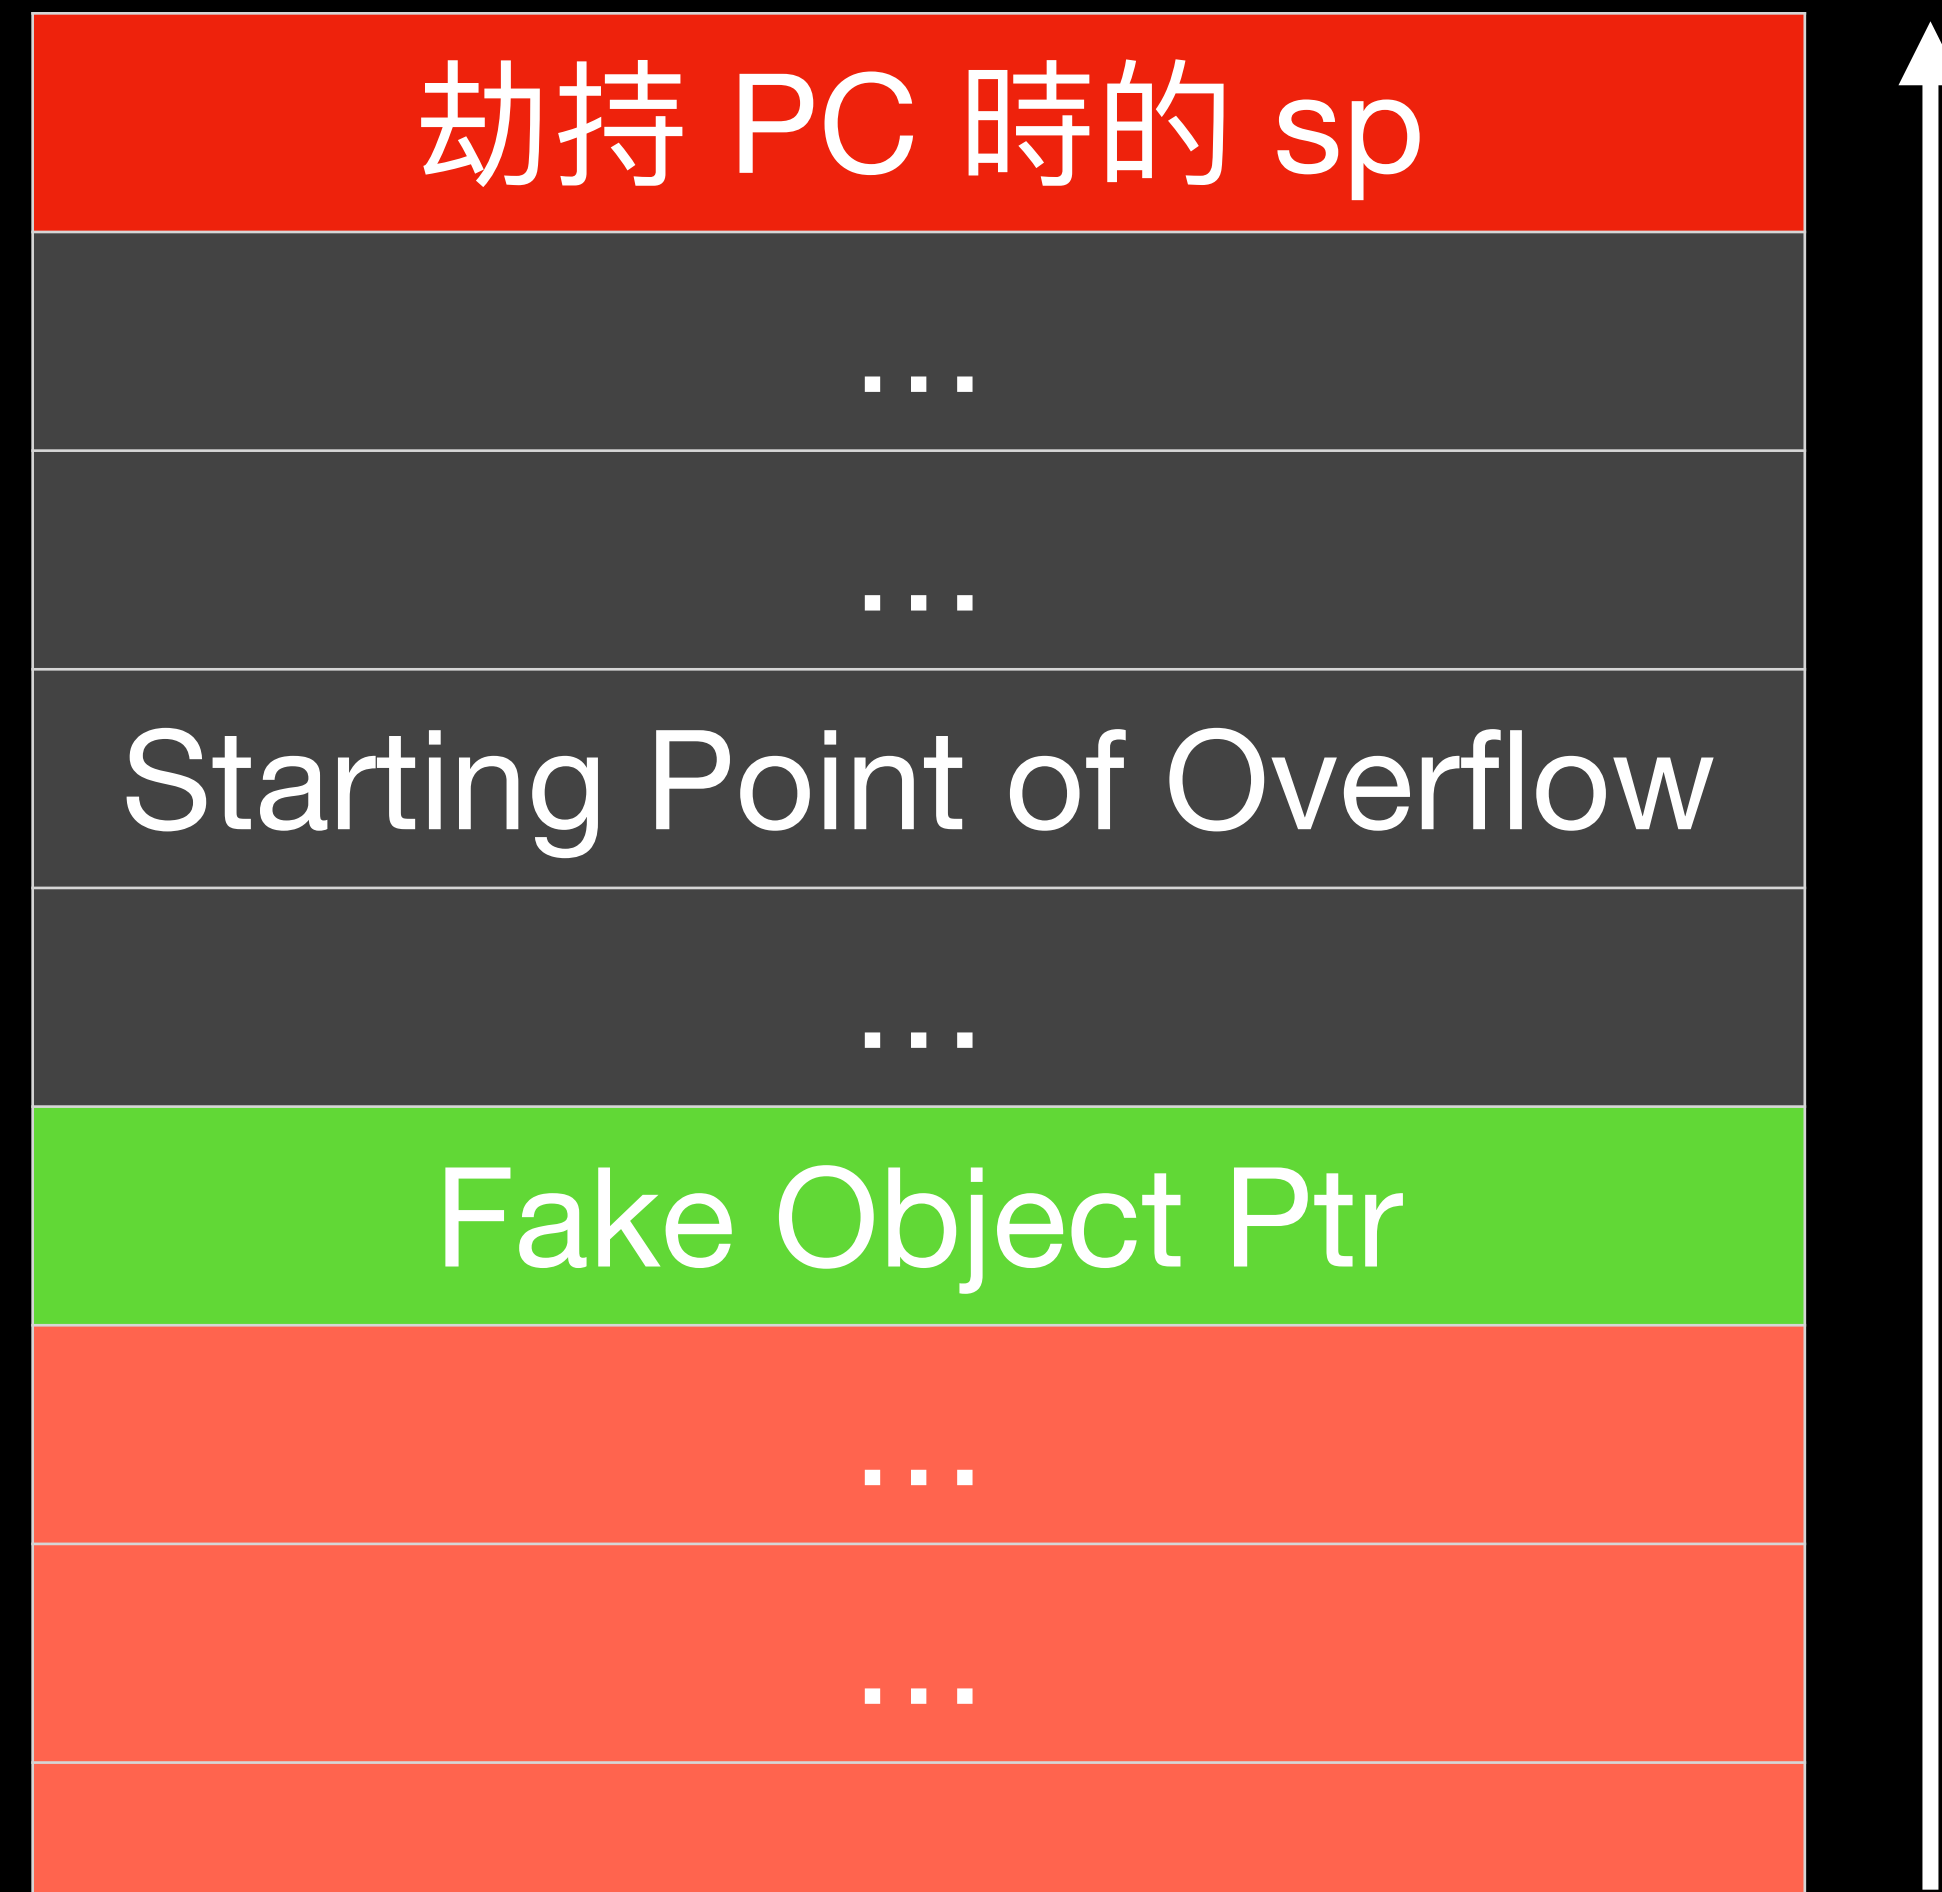 劫持 PC 時的 sp
...
...
Starting Point of Overflow
...
Fake Object Ptr
...
...